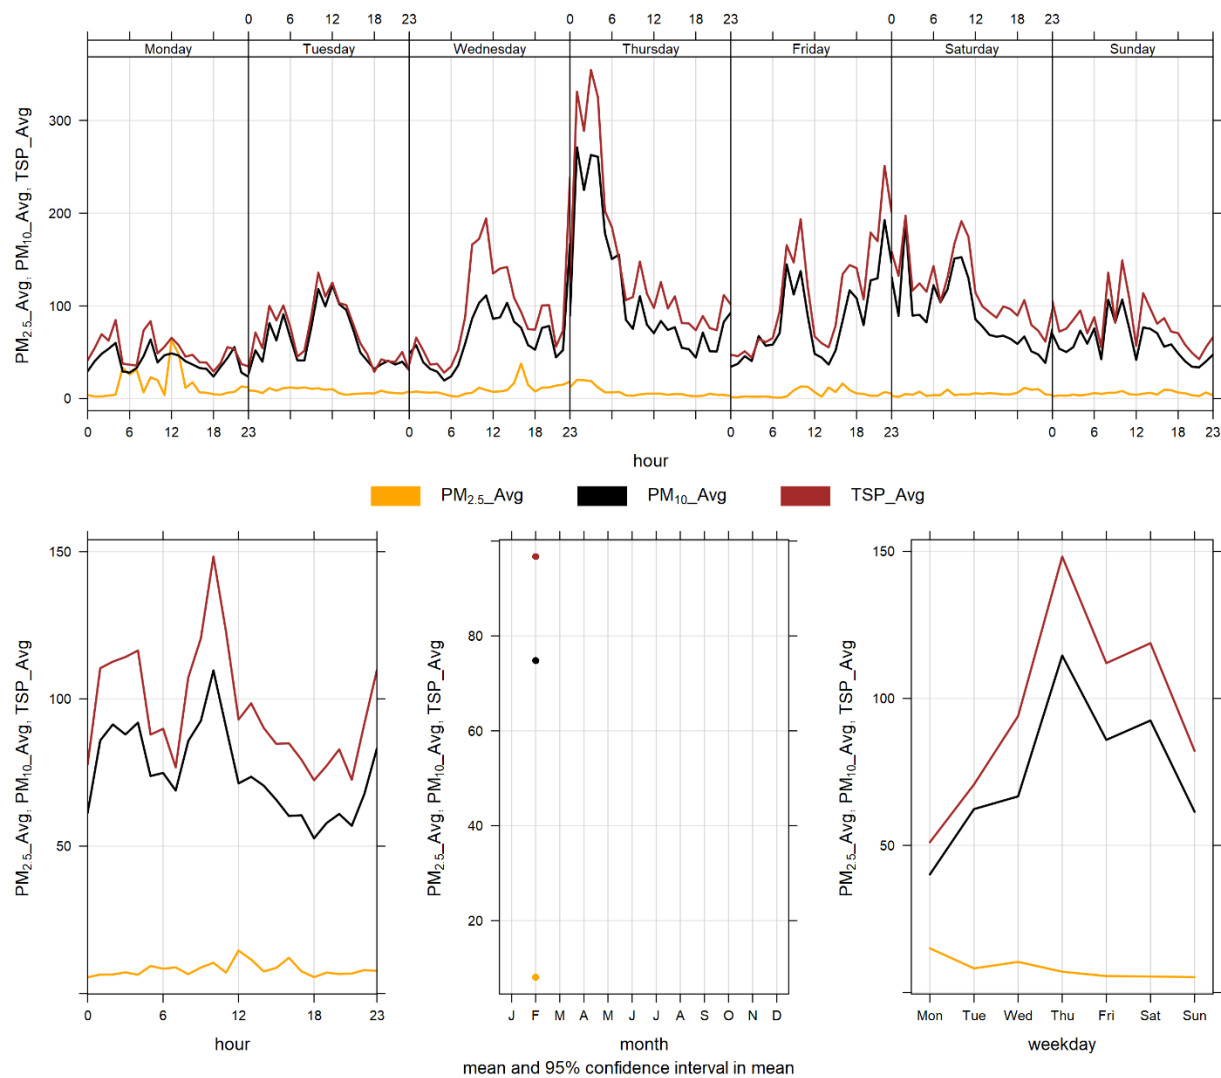 0 6 12 18 23 0 6 12 18 23 0 6 12 18 23
Monday Tuesday Wednesday Thursday Friday Saturday Sunday
PM2.5_Avg, PM10_Avg, TSP_Avg
300
200
100
0
0 6 12 18 0 6 12 18 23 0 6 12 18 23 0 6 12 18 23
hour
PM2.5_Avg PM10_Avg TSP_Avg
PM2.5_Avg, PM10_Avg, TSP_Avg
150
100
50
0 6 12 18 23
hour
PM2.5_Avg, PM10_Avg, TSP_Avg
80
60
40
20
J F M A M J J A S O N D
month
PM2.5_Avg, PM10_Avg, TSP_Avg
150
100
50
Mon Tue Wed Thu Fri Sat Sun
weekday
mean and 95% confidence interval in mean